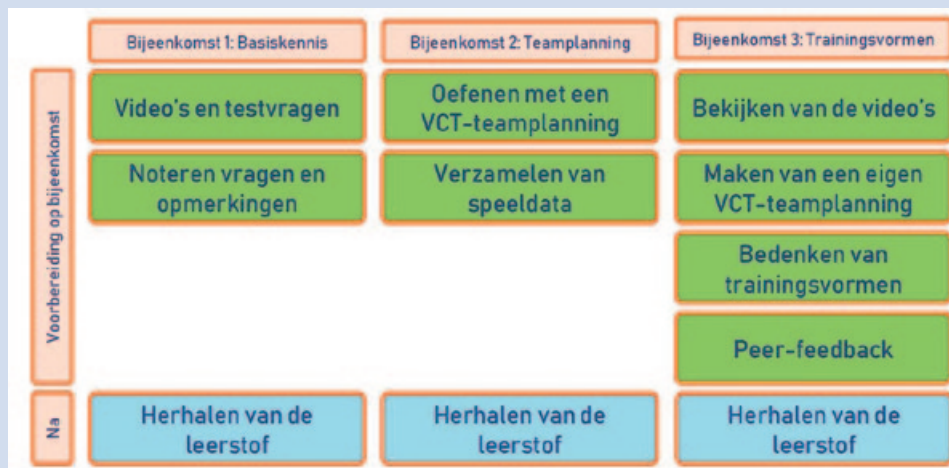 Bijeenkomst 1: Basiskennis
Bijeenkomst 2: Teamplanning
Bijeenkomst 3: Trainingsvormen
Voorbereiding op bijeenkomst
Video's en testvragen
Oefenen met een
VCT-teamplanning
Bekijken van de video's
Noteren vragen en
opmerkingen
Verzamelen van
speeldata
Maken van een eigen
VCT-teamplanning
Bedenken van
trainingsvormen
Peer-feedback
Na
Herhalen van de
leerstof
Herhalen van de
leerstof
Herhalen van de
leerstof